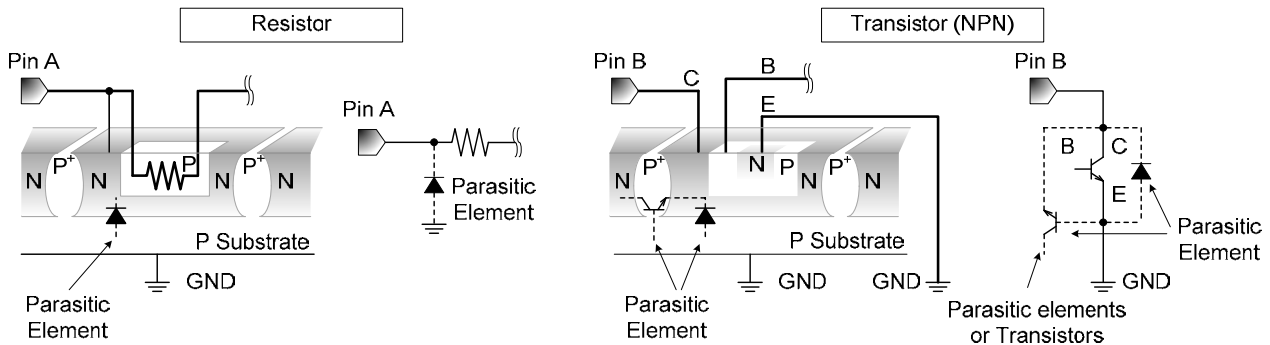 Resistor
Pin A
N
P+
N
P
N
P+
N
P Substrate
GND
Parasitic
Element
Pin A
Parasitic
Element
Transistor (NPN)
Pin B
C
B
E
N
P+
N
N
P
N
P+
N
P Substrate
GND
GND
Parasitic
Element
Pin B
B
C
E
GND
Parasitic
Element
Parasitic elements
or Transistors